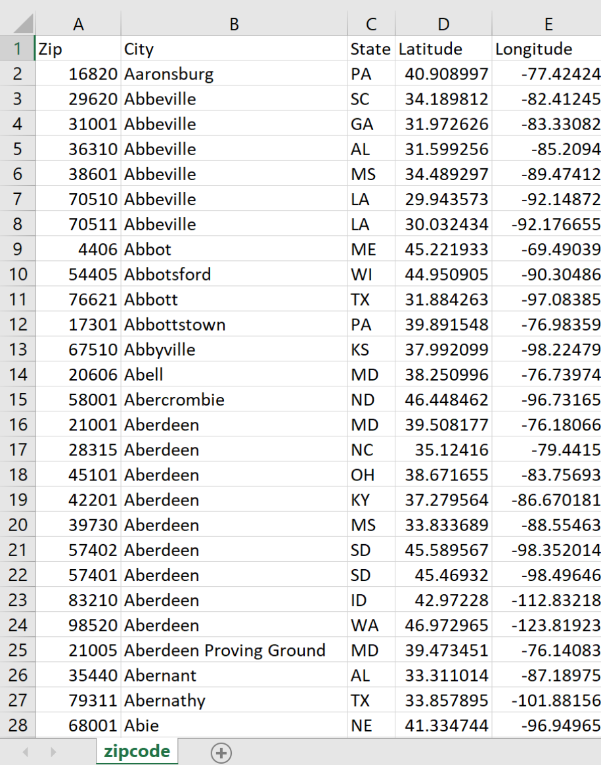 A B C D E
1 Zip City State Latitude Longitude
2 16820 Aaronsburg PA 40.908997 -77.42424
3 29620 Abbeville SC 34.189812 -82.41245
4 31001 Abbeville GA 31.972626 -83.33082
5 36310 Abbeville AL 31.599256 -85.2094
6 38601 Abbeville MS 34.489297 -89.47412
7 70510 Abbeville LA 29.943573 -92.14872
8 70511 Abbeville LA 30.032434 -92.176655
9 4406 Abbot ME 45.221933 -69.49039
10 54405 Abbotsford WI 44.950905 -90.30486
11 76621 Abbott TX 31.884263 -97.08385
12 17301 Abbottstown PA 39.891548 -76.98359
13 67510 Abbyville KS 37.992099 -98.22479
14 20606 Abell MD 38.250996 -76.73974
15 58001 Abercrombie ND 46.448462 -96.73165
16 21001 Aberdeen MD 39.508177 -76.18066
17 28315 Aberdeen NC 35.12416 -79.4415
18 45101 Aberdeen OH 38.671655 -83.75693
19 42201 Aberdeen KY 37.279564 -86.670181
20 39730 Aberdeen MS 33.833689 -88.55463
21 57402 Aberdeen SD 45.589567 -98.352014
22 57401 Aberdeen SD 45.46932 -98.49646
23 83210 Aberdeen ID 42.97228 -112.83218
24 98520 Aberdeen WA 46.972965 -123.81923
25 21005 Aberdeen Proving Ground MD 39.473451 -76.14083
26 35440 Abernant AL 33.311014 -87.18975
27 79311 Abernathy TX 33.857895 -101.88156
28 68001 Abie NE 41.334744 -96.94965
zipcode